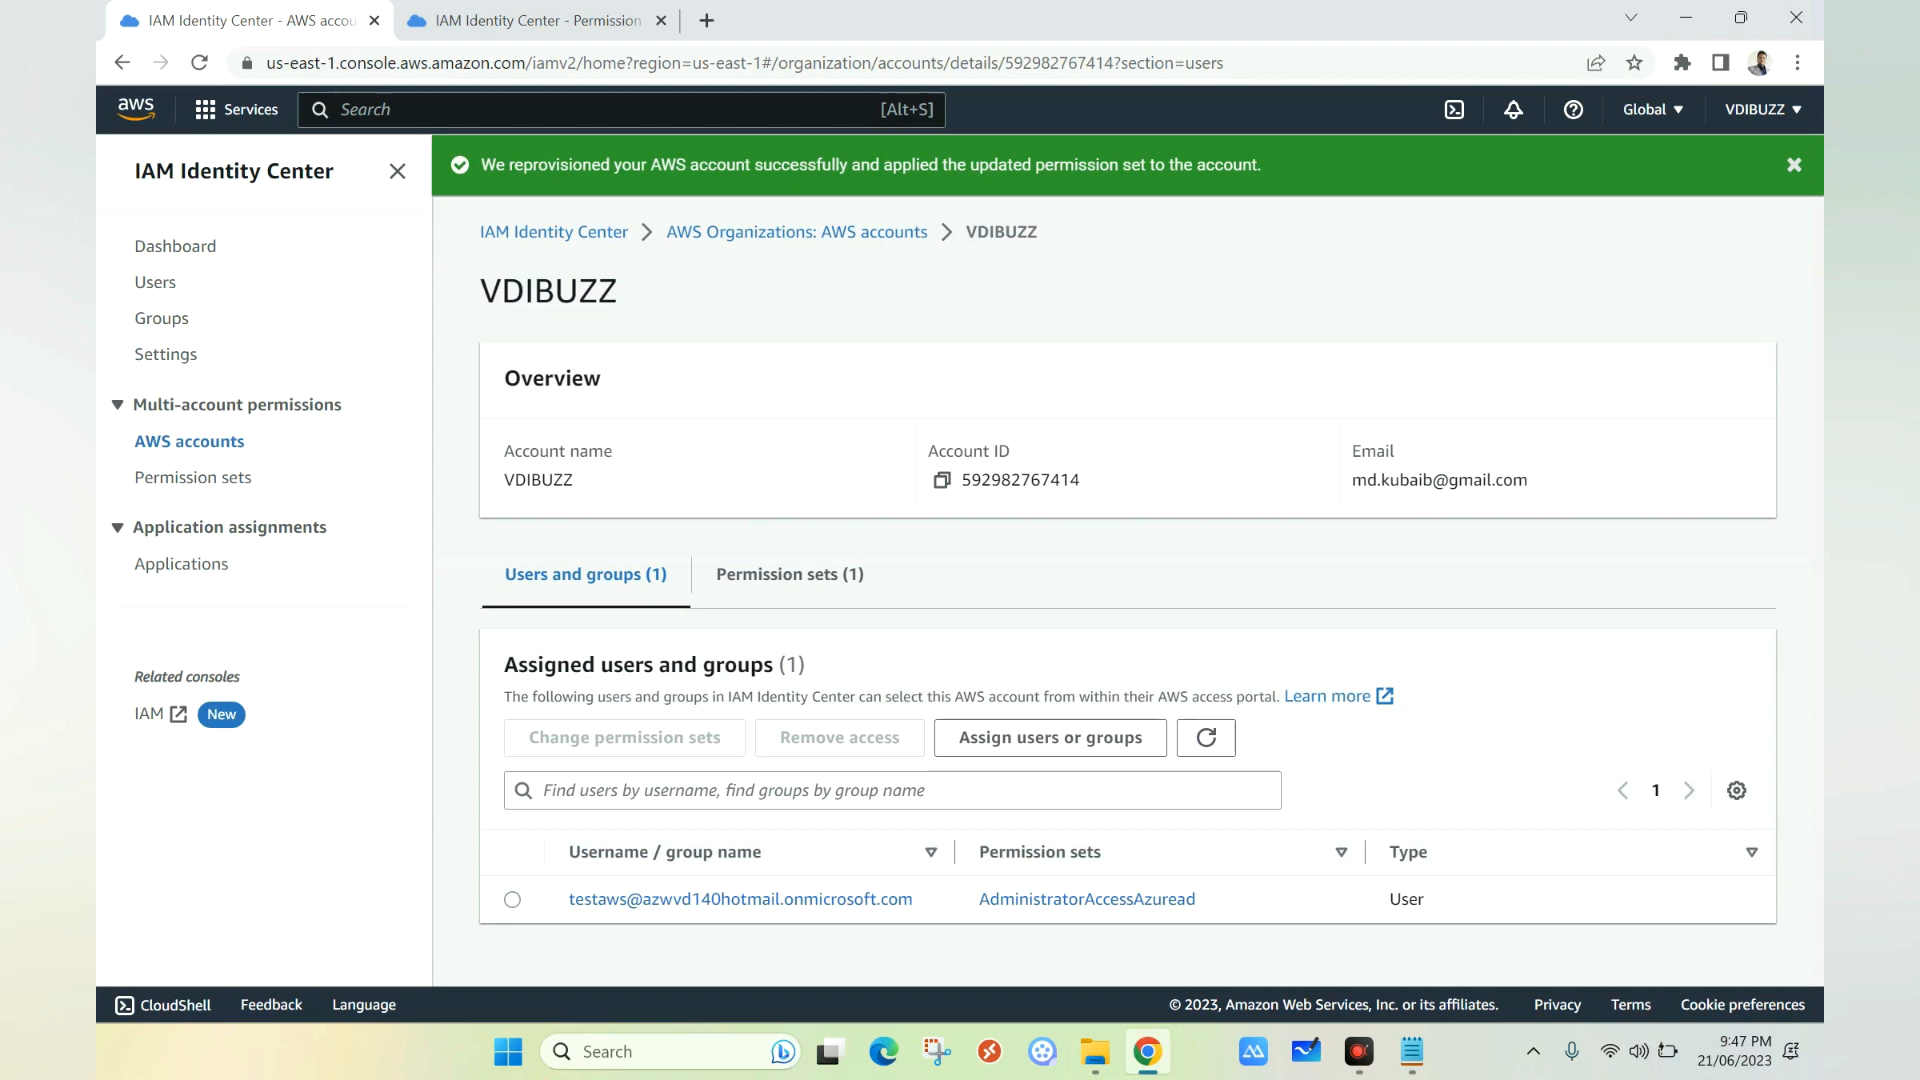 IAM Identity Center - AWS accou
IAM Identity Center - Permission
us-east-1.console.aws.amazon.com/iamv2/home?region=us-east-1#/organization/accounts/details/592982767414?section=users
aws
Services
Search
[Alt+S]
Global
VDIBUZZ
IAM Identity Center
We reprovisioned your AWS account successfully and applied the updated permission set to the account.
Dashboard
Users
Groups
Settings
Multi-account permissions
AWS accounts
Permission sets
Application assignments
Applications
Related consoles
IAM New
IAM Identity Center > AWS Organizations: AWS accounts > VDIBUZZ
VDIBUZZ
Overview
Account name
VDIBUZZ
Account ID
592982767414
Email
md.kubaib@gmail.com
Users and groups (1)
Permission sets (1)
Assigned users and groups (1)
The following users and groups in IAM Identity Center can select this AWS account from within their AWS access portal. Learn more
Change permission sets
Remove access
Assign users or groups
Find users by username, find groups by group name
1
Username / group name
Permission sets
Type
testaws@azwvd140hotmail.onmicrosoft.com
AdministratorAccessAzuread
User
CloudShell
Feedback
Language
© 2023, Amazon Web Services, Inc. or its affiliates.
Privacy
Terms
Cookie preferences
Search
9:47 PM
21/06/2023